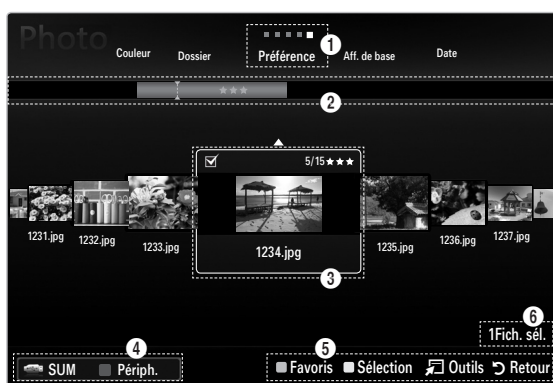 Photo
Couleur Dossier Préférence Aff. de base Date
1
2
★★★
5/15★★★
1231.jpg 1232.jpg 1233.jpg 1234.jpg 1235.jpg 1236.jpg 1237.jpg
3
6
1Fich. sél.
4 5
SUM Périph. Favoris Sélection Outils Retour